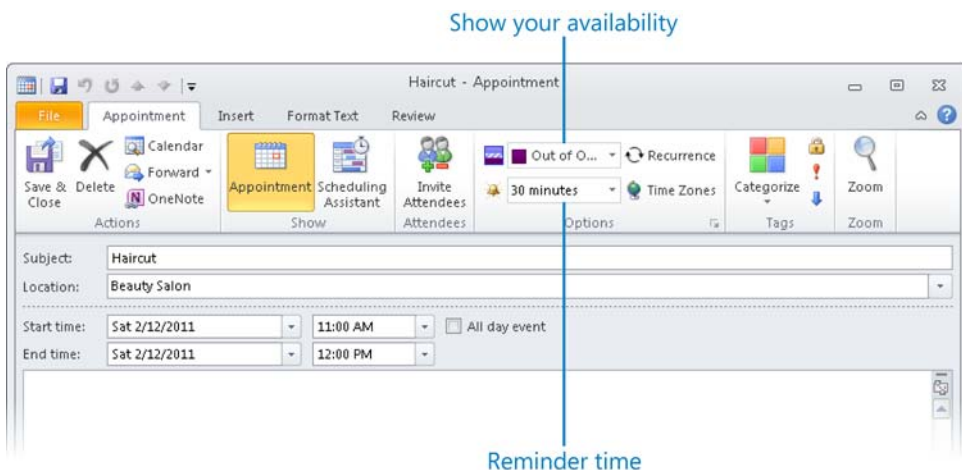 Show your availability
Haircut - Appointment
File Appointment Insert Format Text Review
Save & Close
Delete
Calendar
Forward
OneNote
Actions
Appointment
Scheduling Assistant
Show
Invite Attendees
Attendees
Out of O...
Recurrence
30 minutes
Time Zones
Options
Categorize
Tags
Zoom
Zoom
Subject: Haircut
Location: Beauty Salon
Start time: Sat 2/12/2011 11:00 AM All day event
End time: Sat 2/12/2011 12:00 PM
Reminder time